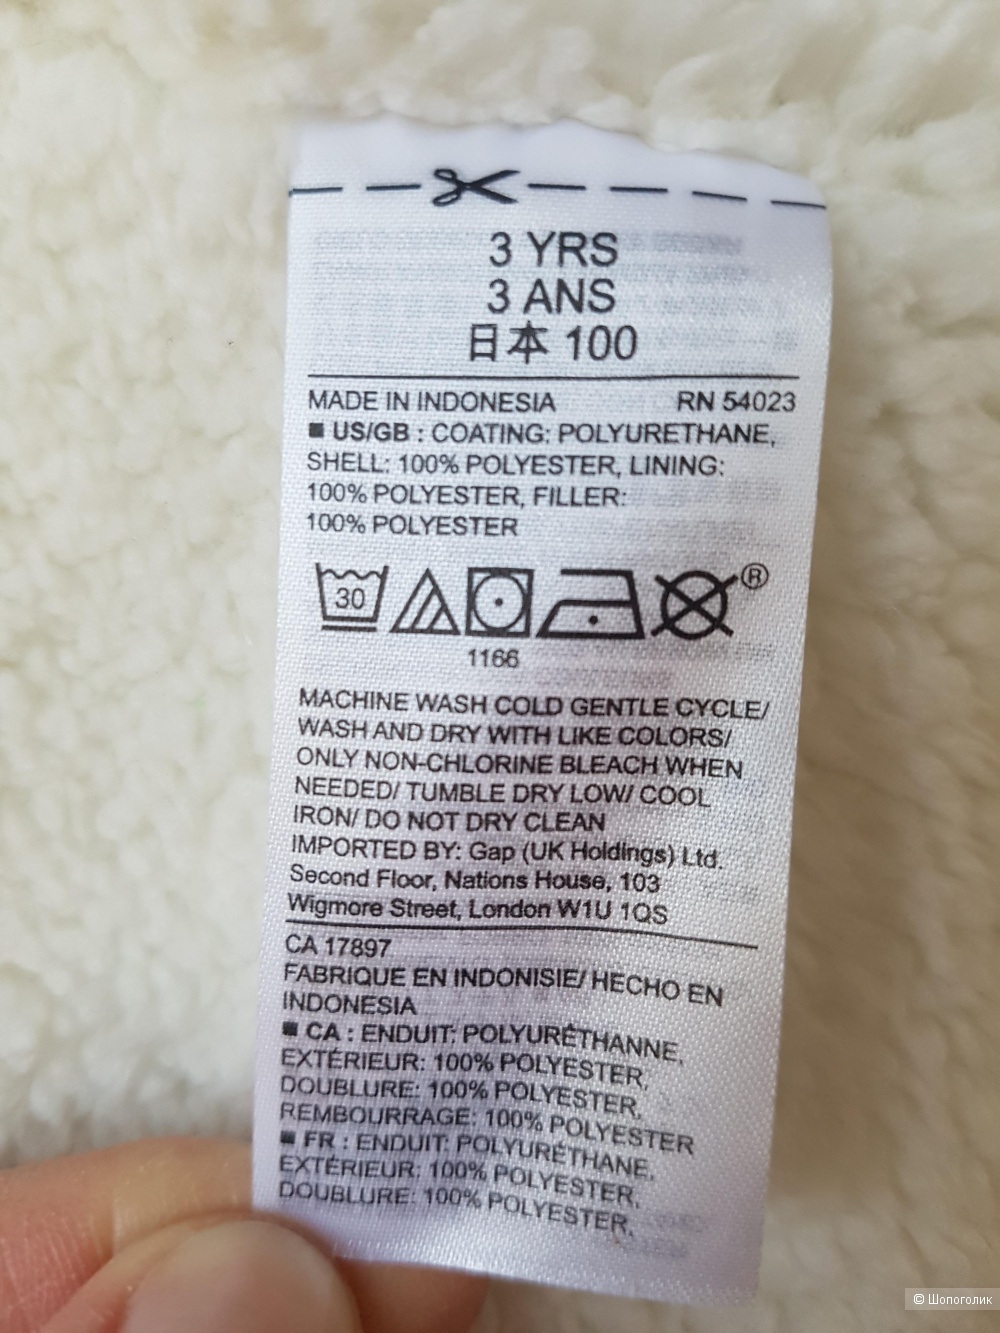 3 YRS
3 ANS
日本 100
MADE IN INDONESIA RN 54023
■ US/GB : COATING: POLYURETHANE,
SHELL: 100% POLYESTER, LINING:
100% POLYESTER, FILLER:
100% POLYESTER
30
®
1166
MACHINE WASH COLD GENTLE CYCLE/
WASH AND DRY WITH LIKE COLORS/
ONLY NON-CHLORINE BLEACH WHEN
NEEDED/ TUMBLE DRY LOW/ COOL
IRON/ DO NOT DRY CLEAN
IMPORTED BY: Gap (UK Holdings) Ltd.
Second Floor, Nations House, 103
Wigmore Street, London W1U 1QS
CA 17897
FABRIQUE EN INDONISIE/ HECHO EN
INDONESIA
■ CA : ENDUIT: POLYURÉTHANNE,
EXTÉRIEUR: 100% POLYESTER,
DOUBLURE: 100% POLYESTER,
REMBOURRAGE: 100% POLYESTER
■ FR : ENDUIT: POLYURÉTHANE,
EXTÉRIEUR: 100% POLYESTER,
DOUBLURE: 100% POLYESTER,
© Шопоголик